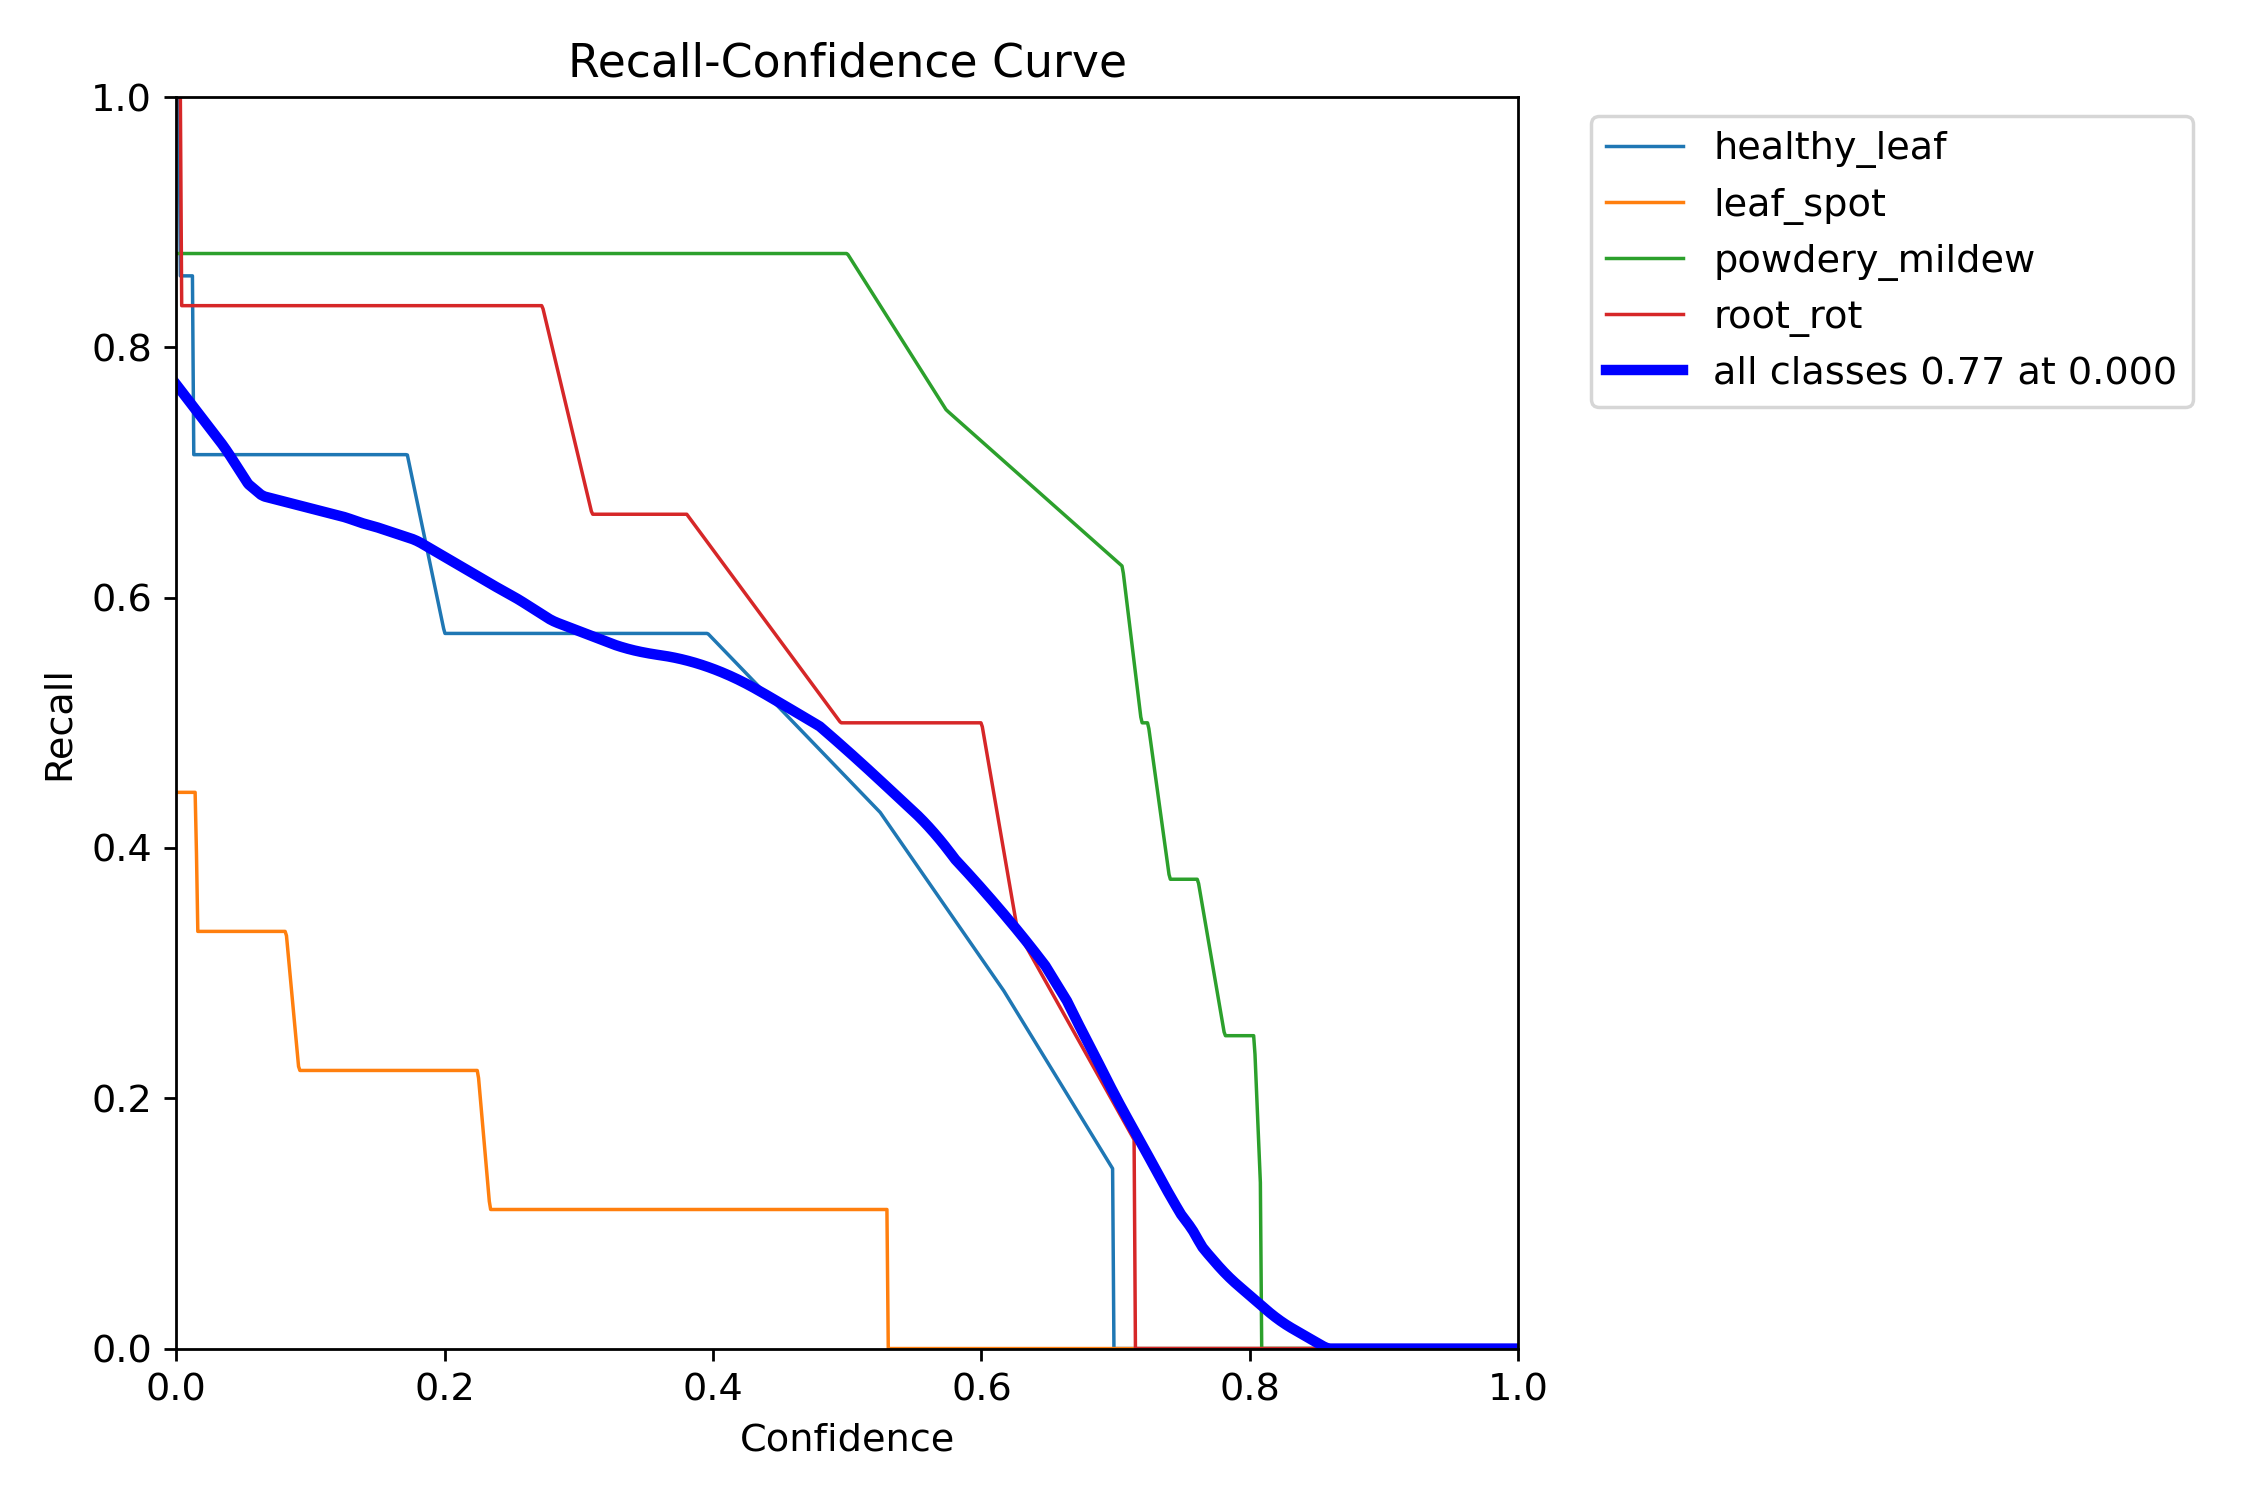 Recall-Confidence Curve
1.0
0.8
0.6
0.4
0.2
0.0
Recall
0.0 0.2 0.4 0.6 0.8 1.0
Confidence
healthy_leaf
leaf_spot
powdery_mildew
root_rot
all classes 0.77 at 0.000